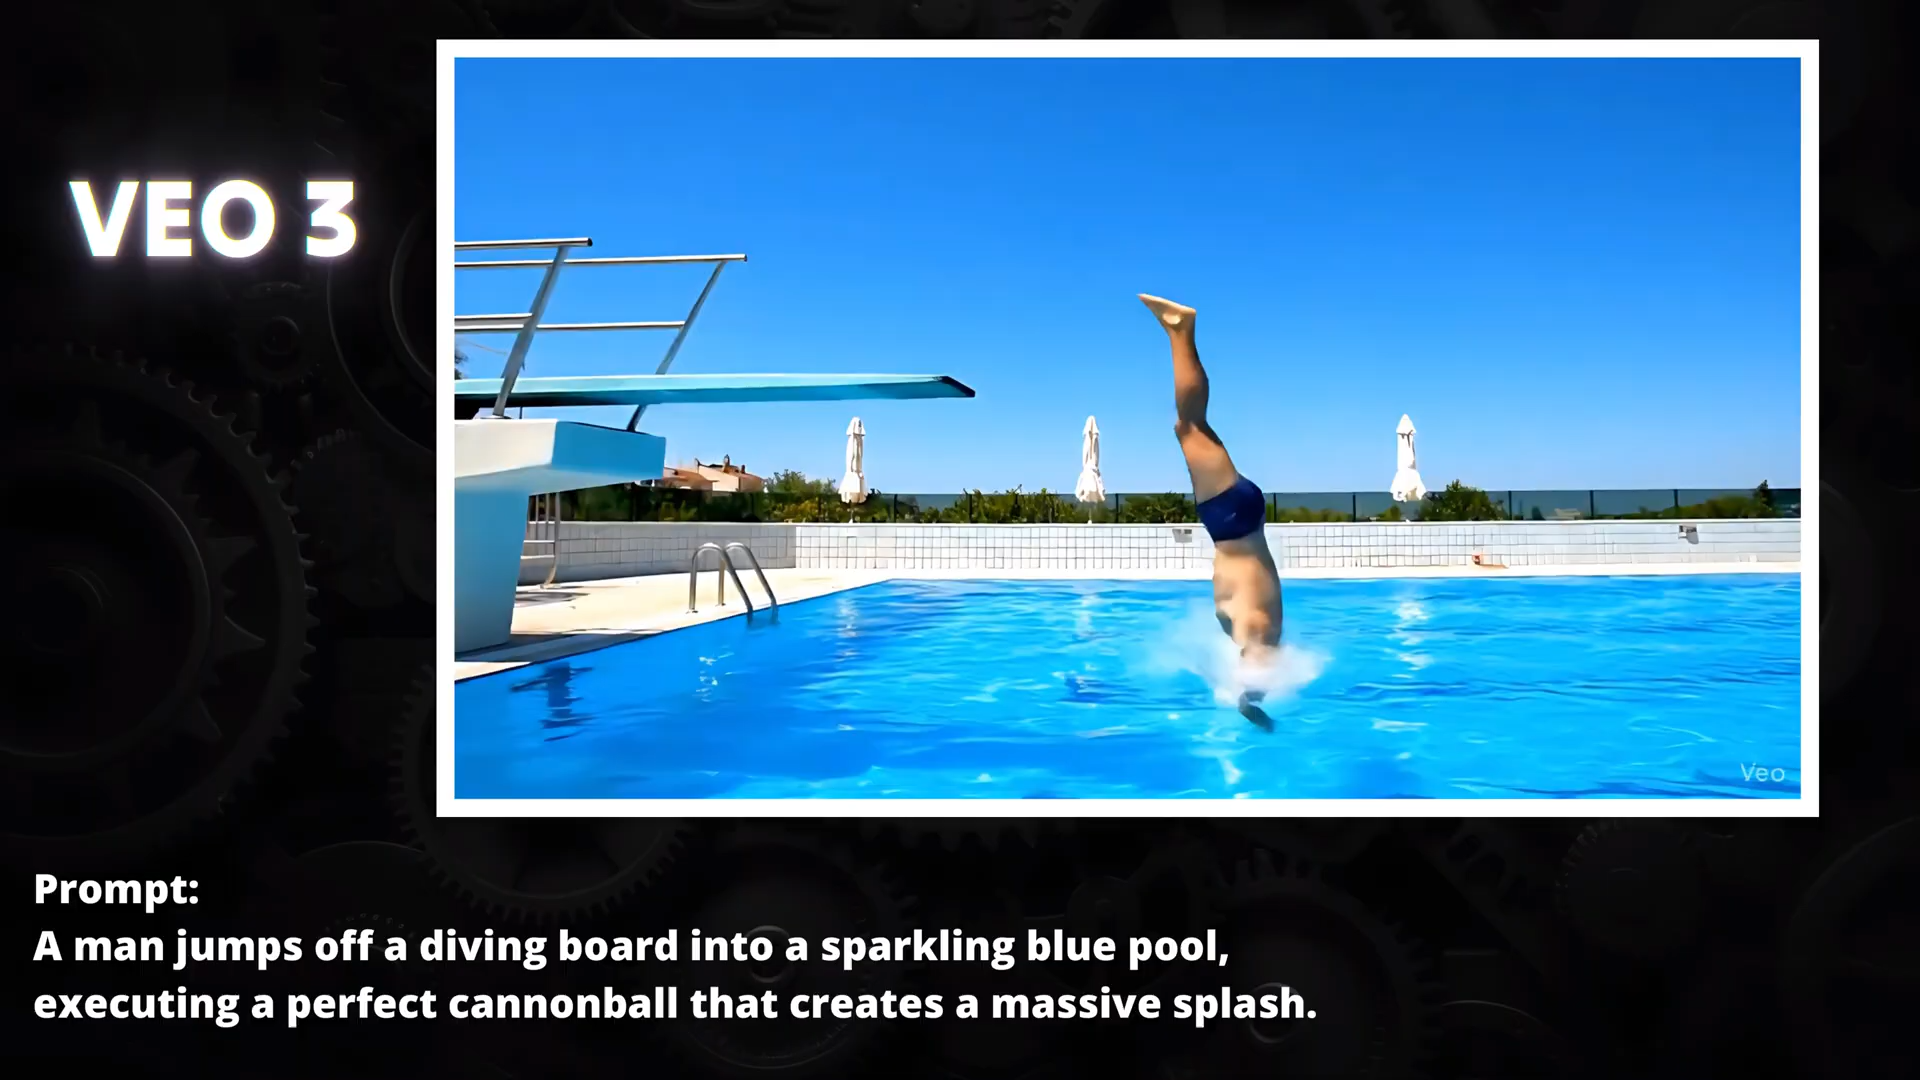 VEO 3
Veo
Prompt:
A man jumps off a diving board into a sparkling blue pool,
executing a perfect cannonball that creates a massive splash.